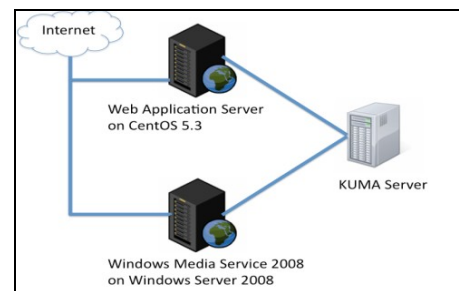 Internet
Web Application Server
on CentOS 5.3
KUMA Server
Windows Media Service 2008
on Windows Server 2008